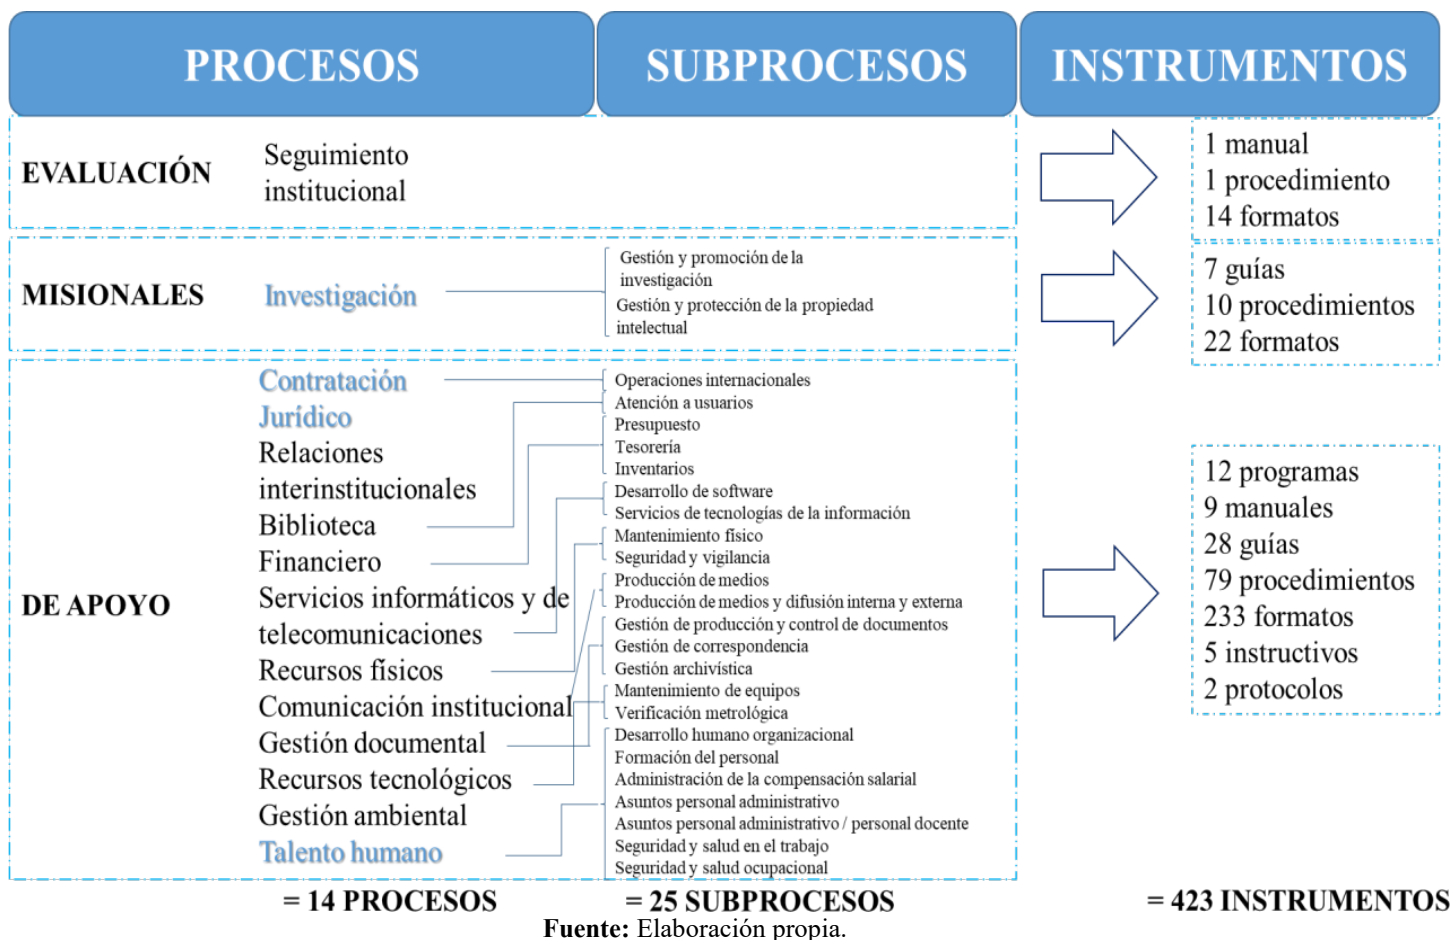 PROCESOS
SUBPROCESOS
INSTRUMENTOS
EVALUACIÓN
Seguimiento
institucional
1 manual
1 procedimiento
14 formatos
MISIONALES
Investigación
Gestión y promoción de la
investigación
Gestión y protección de la propiedad
intelectual
7 guías
10 procedimientos
22 formatos
DE APOYO
Contratación
Jurídico
Relaciones
interinstitucionales
Biblioteca
Financiero
Servicios informáticos y de
telecomunicaciones
Recursos físicos
Comunicación institucional
Gestión documental
Recursos tecnológicos
Gestión ambiental
Talento humano
Operaciones internacionales
Atención a usuarios
Presupuesto
Tesorería
Inventarios
Desarrollo de software
Servicios de tecnologías de la información
Mantenimiento físico
Seguridad y vigilancia
Producción de medios
Producción de medios y difusión interna y externa
Gestión de producción y control de documentos
Gestión de correspondencia
Gestión archivística
Mantenimiento de equipos
Verificación metrológica
Desarrollo humano organizacional
Formación del personal
Administración de la compensación salarial
Asuntos personal administrativo
Asuntos personal administrativo / personal docente
Seguridad y salud en el trabajo
Seguridad y salud ocupacional
12 programas
9 manuales
28 guías
79 procedimientos
233 formatos
5 instructivos
2 protocolos
= 14 PROCESOS
= 25 SUBPROCESOS
= 423 INSTRUMENTOS
Fuente: Elaboración propia.